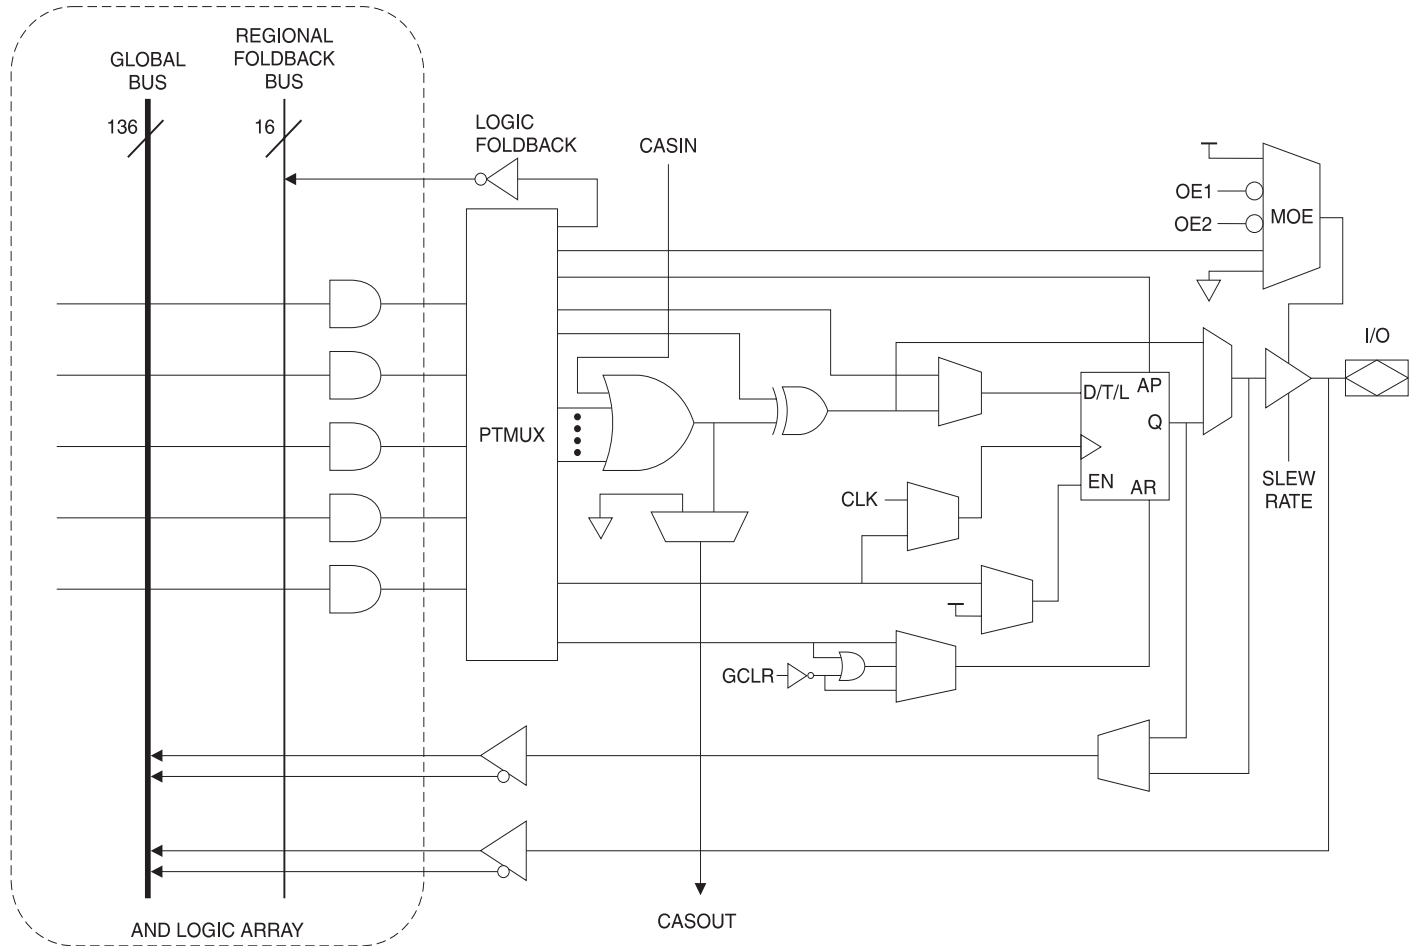 GLOBAL
BUS
REGIONAL
FOLDBACK
BUS
136
16
LOGIC
FOLDBACK
CASIN
OE1
OE2
MOE
I/O
D/T/L
AP
Q
PTMUX
EN
AR
SLEW
RATE
CLK
GCLR
CASOUT
AND LOGIC ARRAY